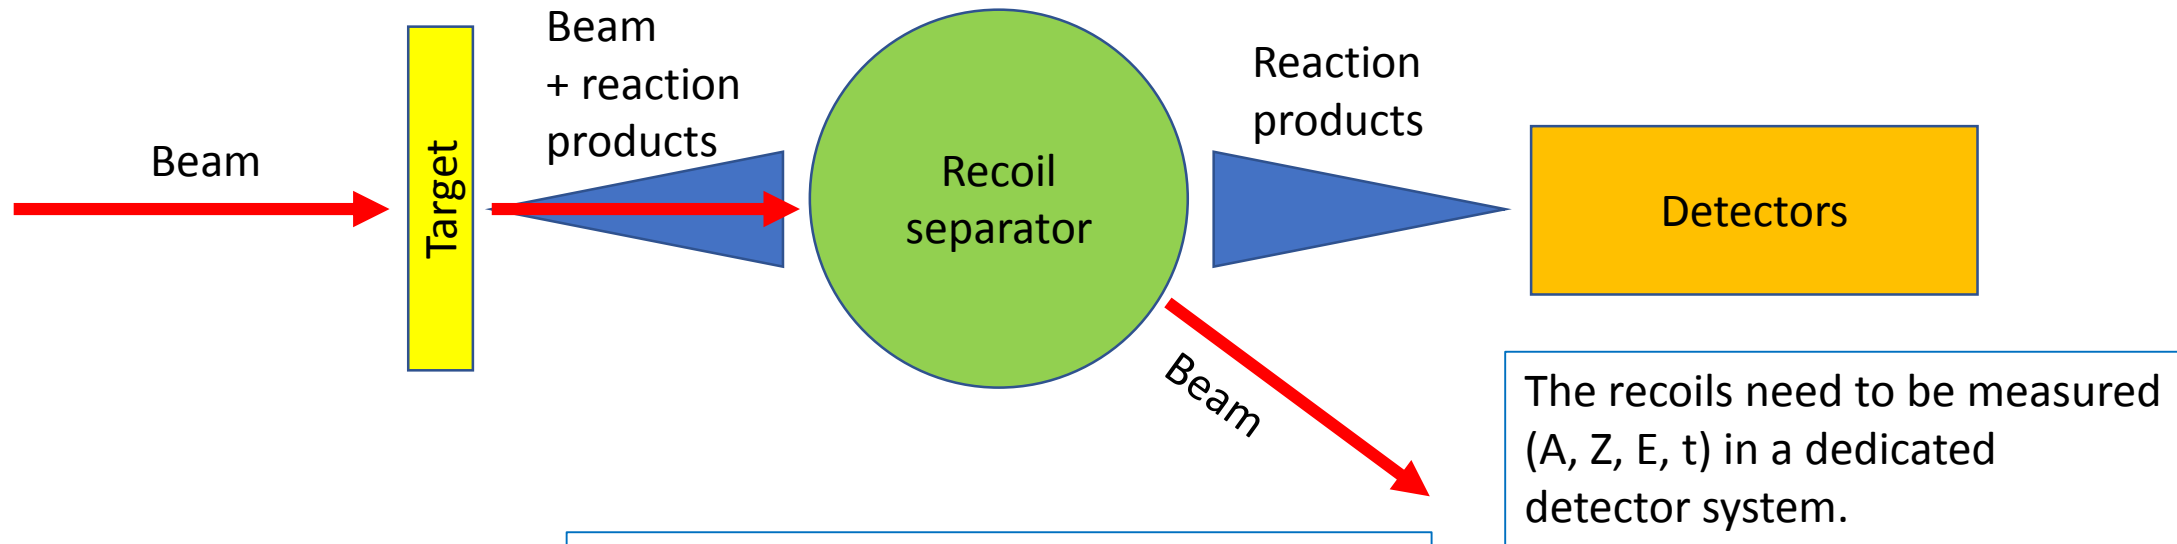 Beam
Target
Beam
+ reaction
products
Recoil
separator
Reaction
products
Detectors
Beam
The recoils need to be measured
(A, Z, E, t) in a dedicated
detector system.